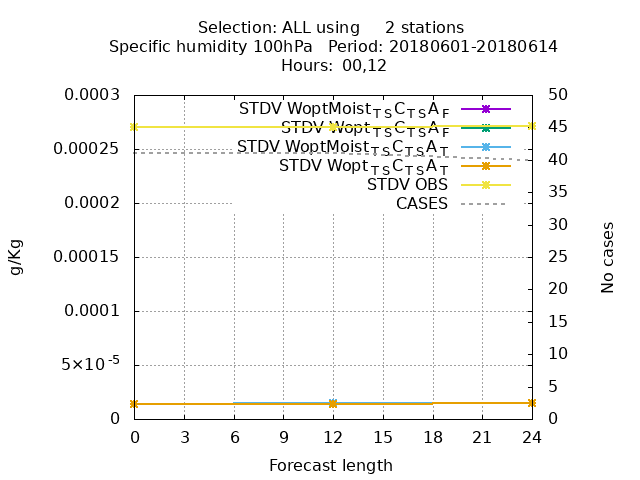 Selection: ALL using     2 stations
Specific humidity 100hPa   Period: 20180601-20180614
Hours: 00,12
STDV WoptMoist_TS C_TS A_F
STDV Wopt_TS C_TS A_F
STDV WoptMoist_TS C_TS A_T
STDV Wopt_TS C_TS A_T
STDV OBS
CASES
g/Kg
0.0003
0.00025
0.0002
0.00015
0.0001
5×10^-5
0
50
45
40
35
30
25
20
15
10
5
0
No cases
0 3 6 9 12 15 18 21 24
Forecast length